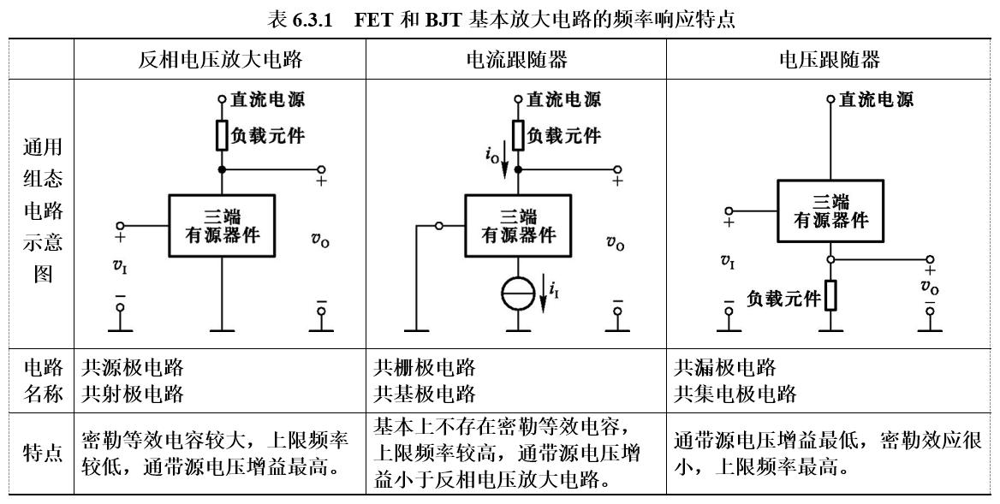 表 6.3.1 FET 和 BJT 基本放大电路的频率响应特点
反相电压放大电路 电流跟随器 电压跟随器
通用
组态
电路
示意
图
直流电源
负载元件
三端
有源器件
+
vI
−
+
vO
−
直流电源
负载元件
iO
三端
有源器件
iI
+
vO
−
直流电源
三端
有源器件
+
vI
−
负载元件
+
vO
−
电路
名称
共源极电路
共射极电路
共栅极电路
共基极电路
共漏极电路
共集电极电路
特点
密勒等效电容较大，上限频率
较低，通带源电压增益最高。
基本上不存在密勒等效电容，
上限频率较高，通带源电压增
益小于反相电压放大电路。
通带源电压增益最低，密勒效应很
小，上限频率最高。